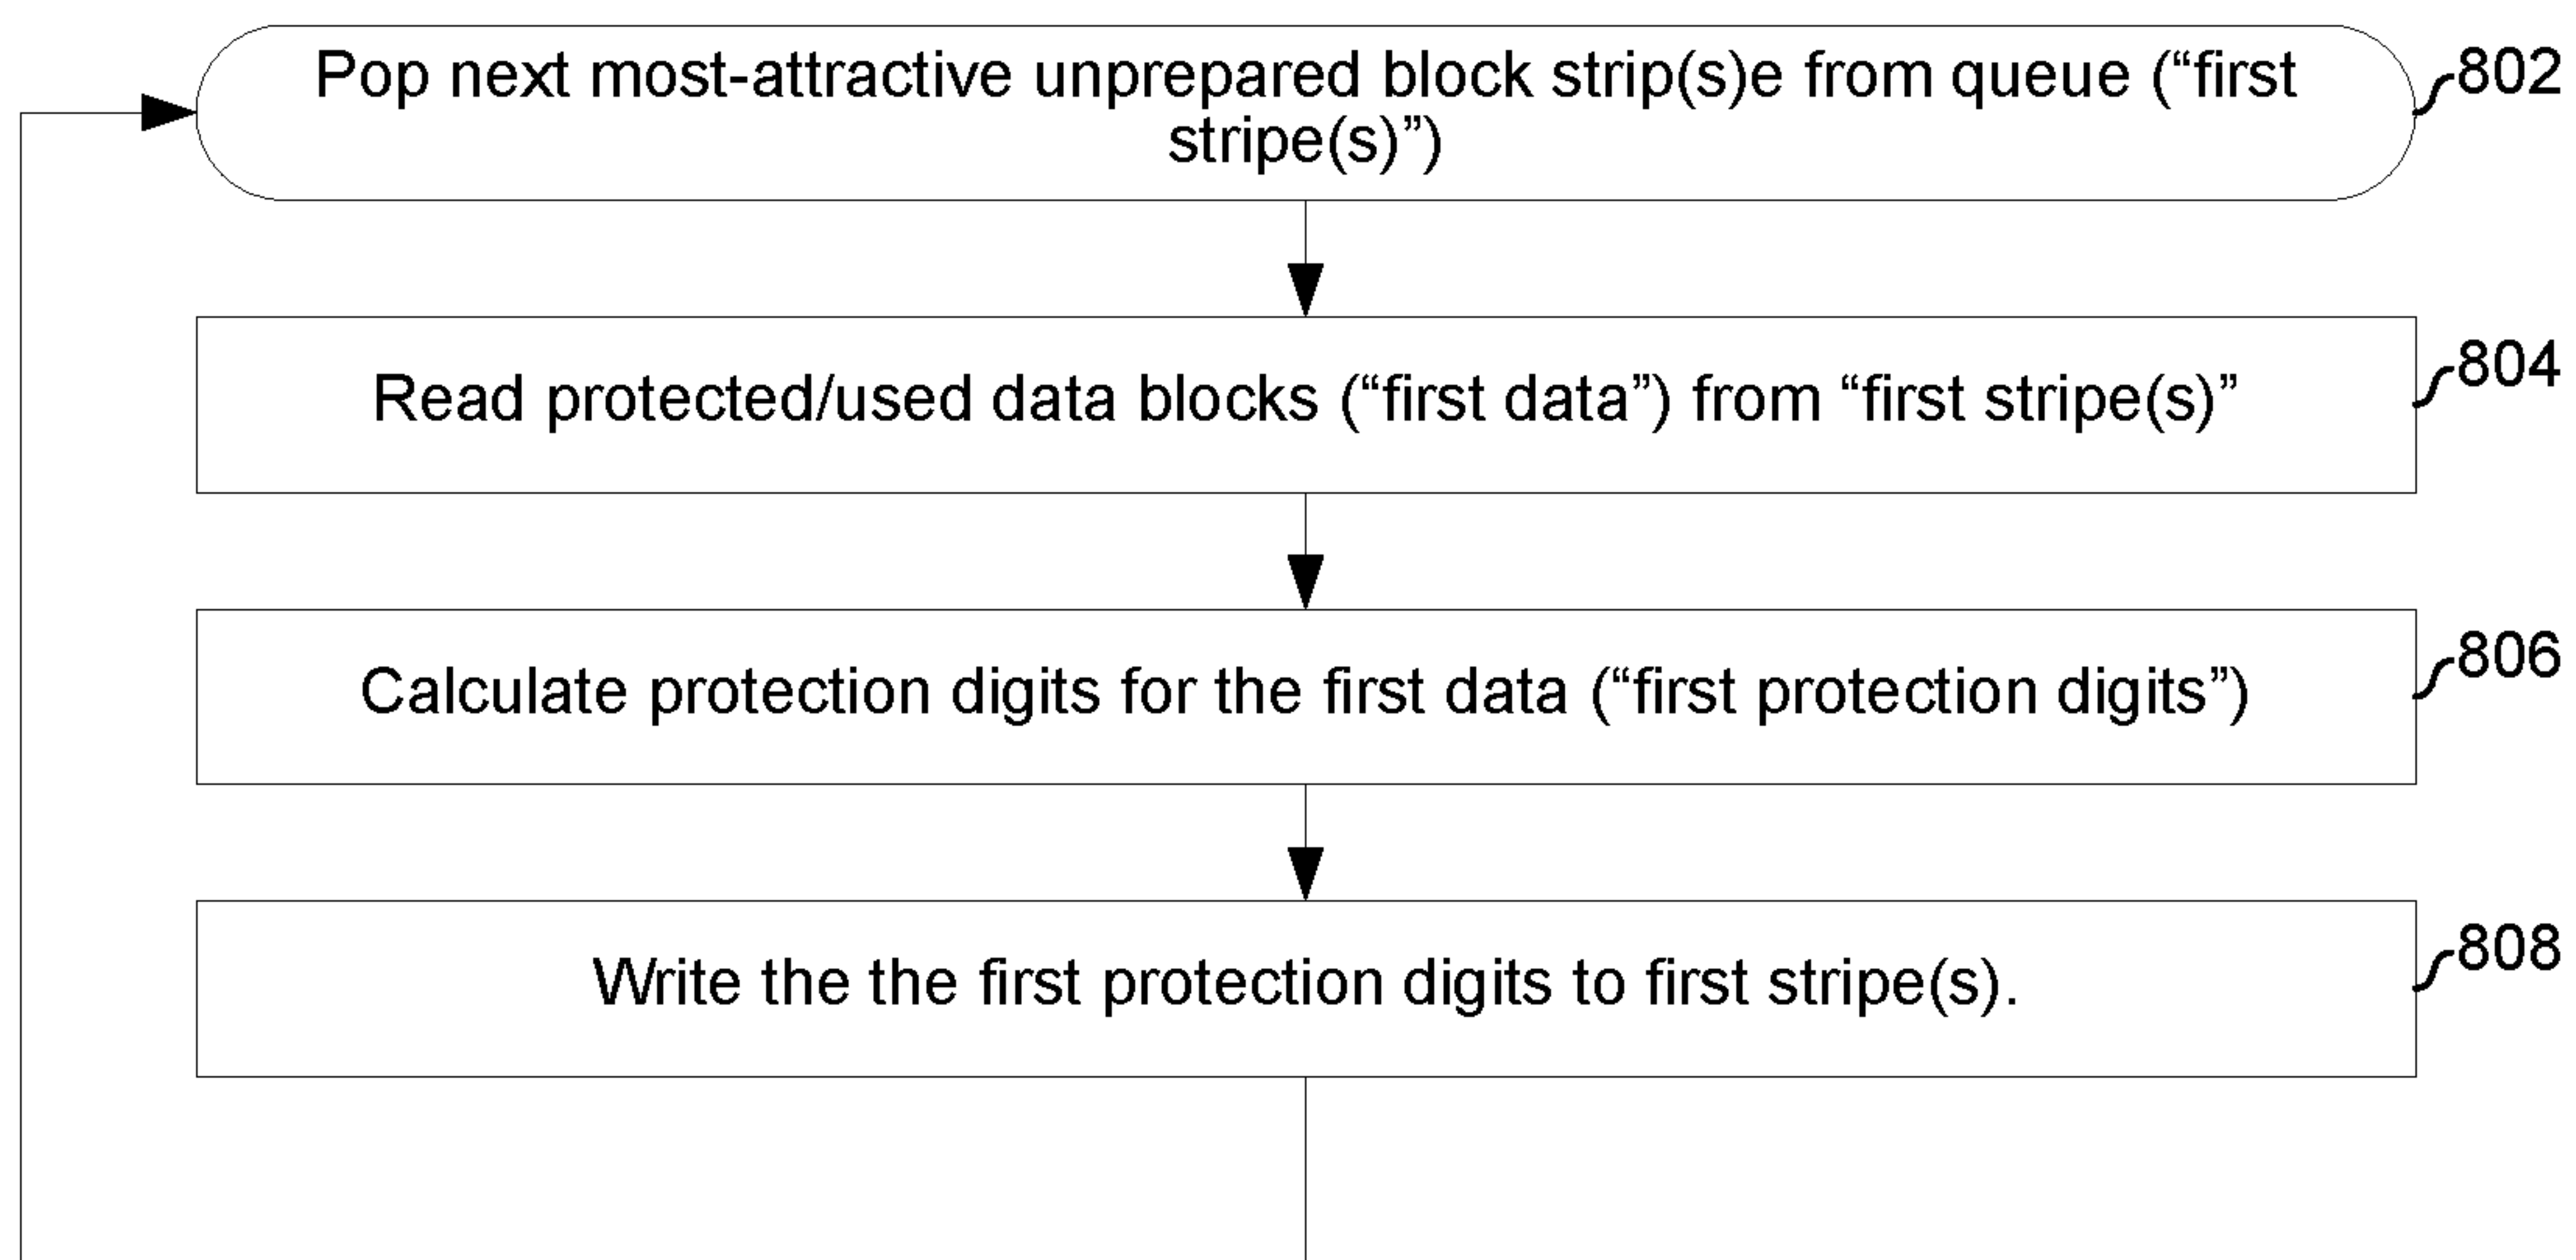 Pop next most-attractive unprepared block strip(s)e from queue (“first
stripe(s)”)
802
Read protected/used data blocks (“first data”) from “first stripe(s)”
804
Calculate protection digits for the first data (“first protection digits”)
806
Write the the first protection digits to first stripe(s).
808